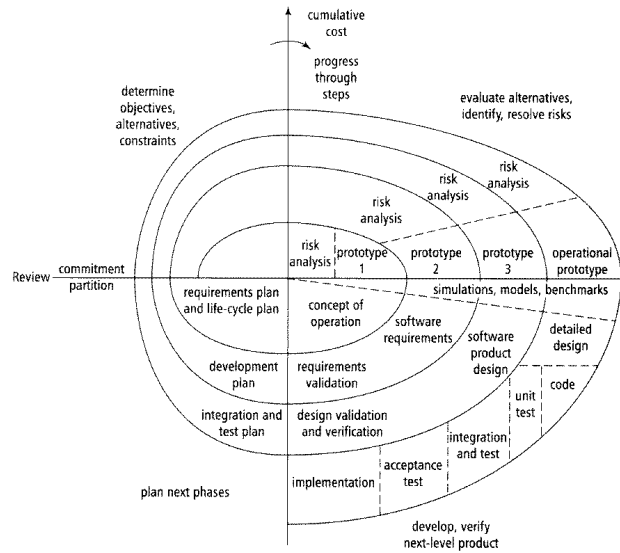 cumulative
cost
progress
through
steps
determine
objectives,
alternatives,
constraints
evaluate alternatives,
identify, resolve risks
risk
analysis
risk
analysis
risk
analysis
risk
analysis
prototype
1
prototype
2
prototype
3
operational
prototype
Review
commitment
partition
simulations, models, benchmarks
requirements plan
and life-cycle plan
concept of
operation
software
requirements
software
product
design
detailed
design
development
plan
requirements
validation
code
unit
test
integration and
test plan
design validation
and verification
integration
and test
acceptance
test
implementation
plan next phases
develop, verify
next-level product